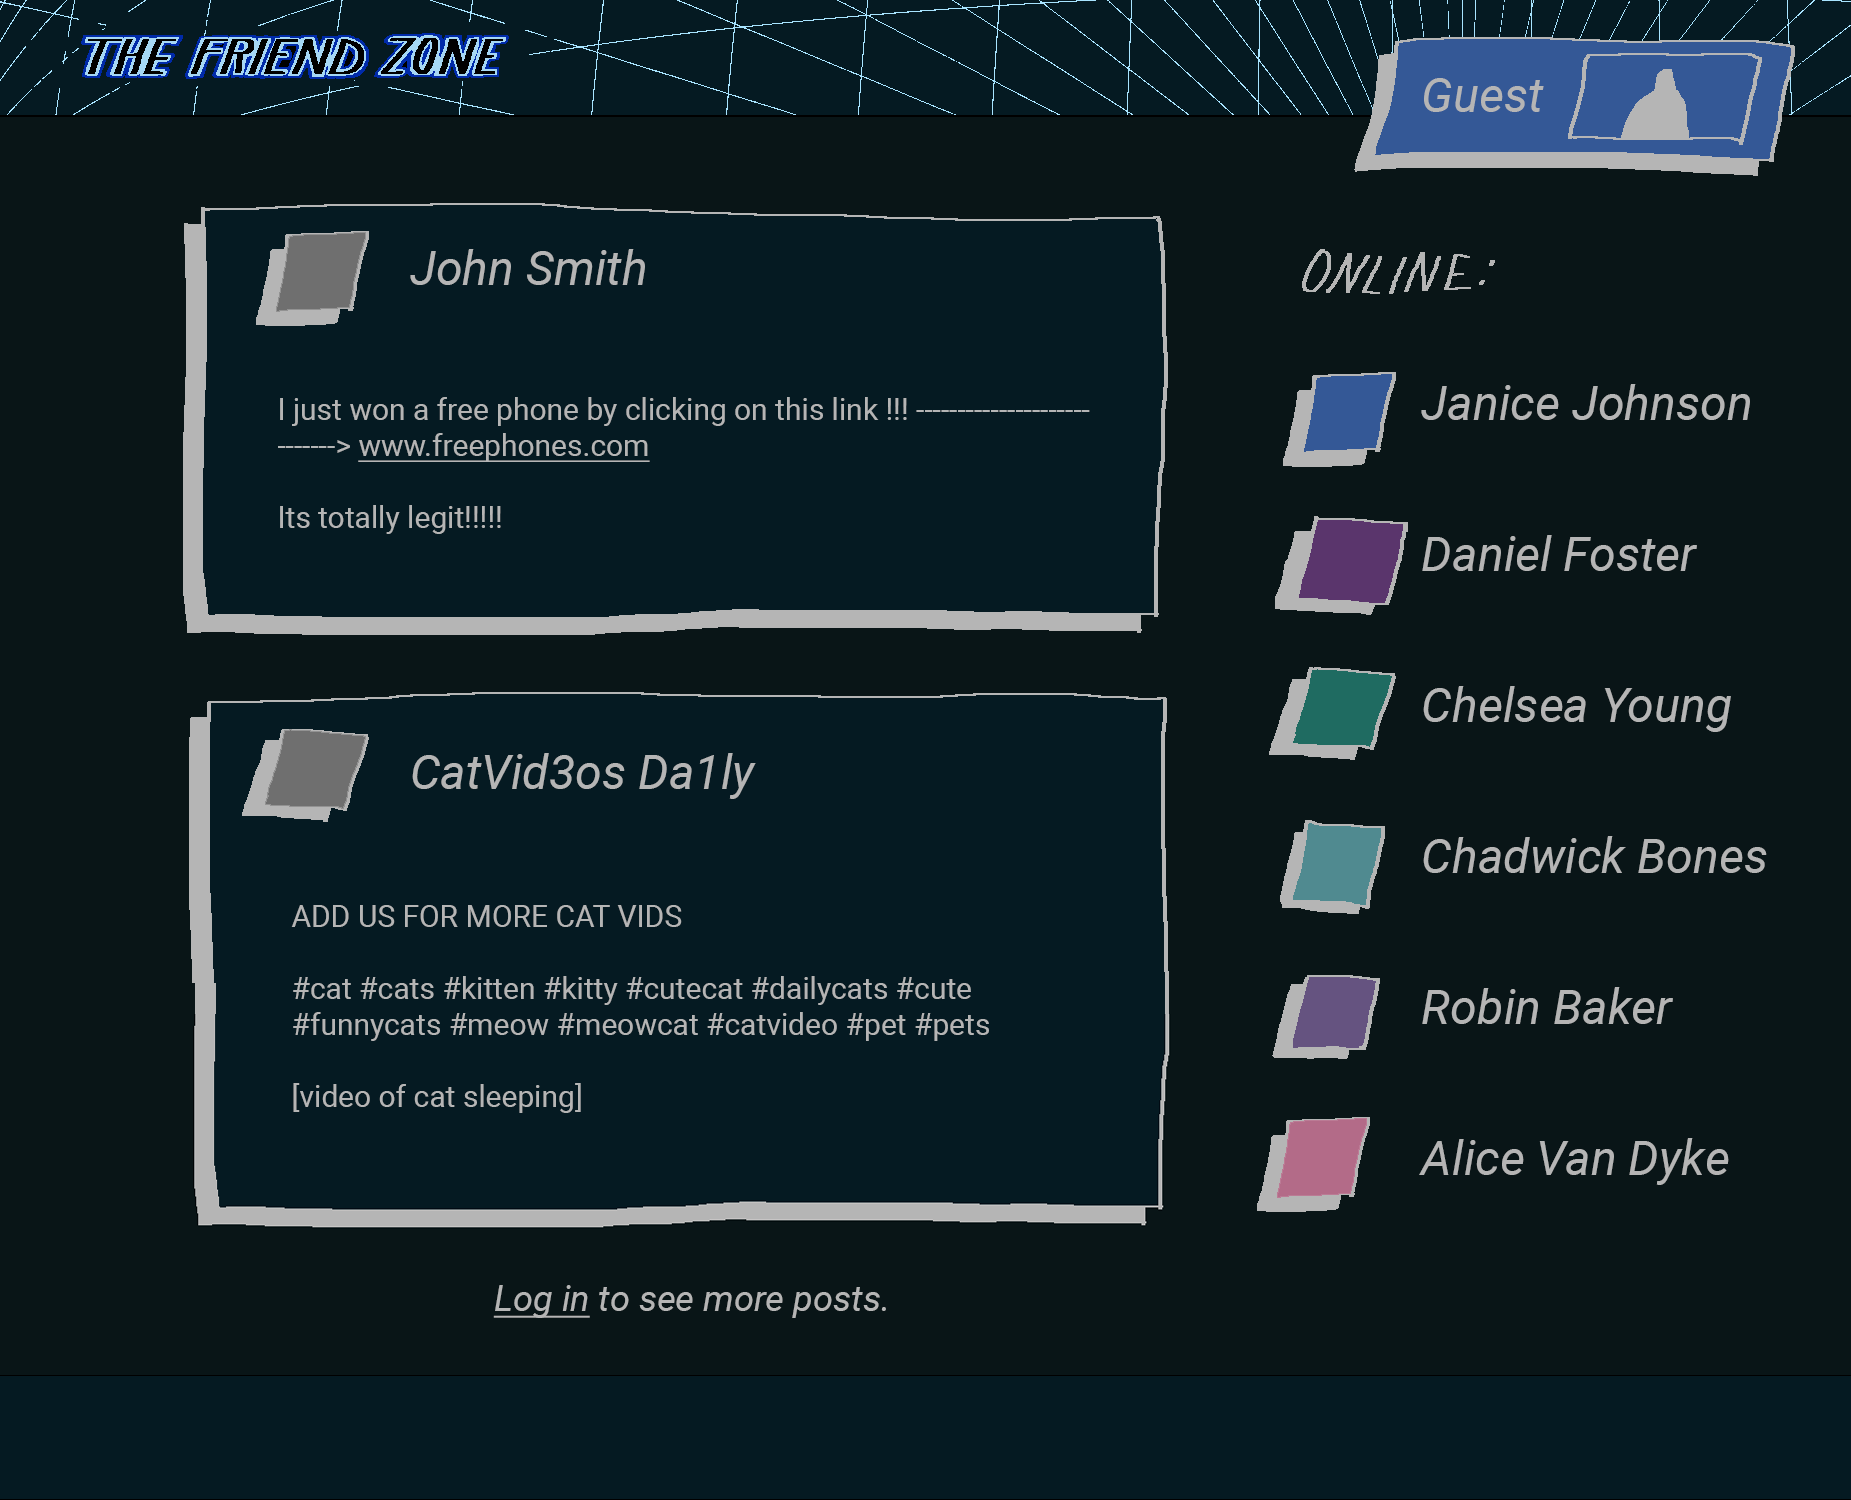 THE FRIEND ZONE
Guest
John Smith
I just won a free phone by clicking on this link !!! ---------------------
-------> www.freephones.com
Its totally legit!!!!!
CatVid3os Da1ly
ADD US FOR MORE CAT VIDS
#cat #cats #kitten #kitty #cutecat #dailycats #cute
#funnycats #meow #meowcat #catvideo #pet #pets
[video of cat sleeping]
Log in to see more posts.
ONLINE:
Janice Johnson
Daniel Foster
Chelsea Young
Chadwick Bones
Robin Baker
Alice Van Dyke